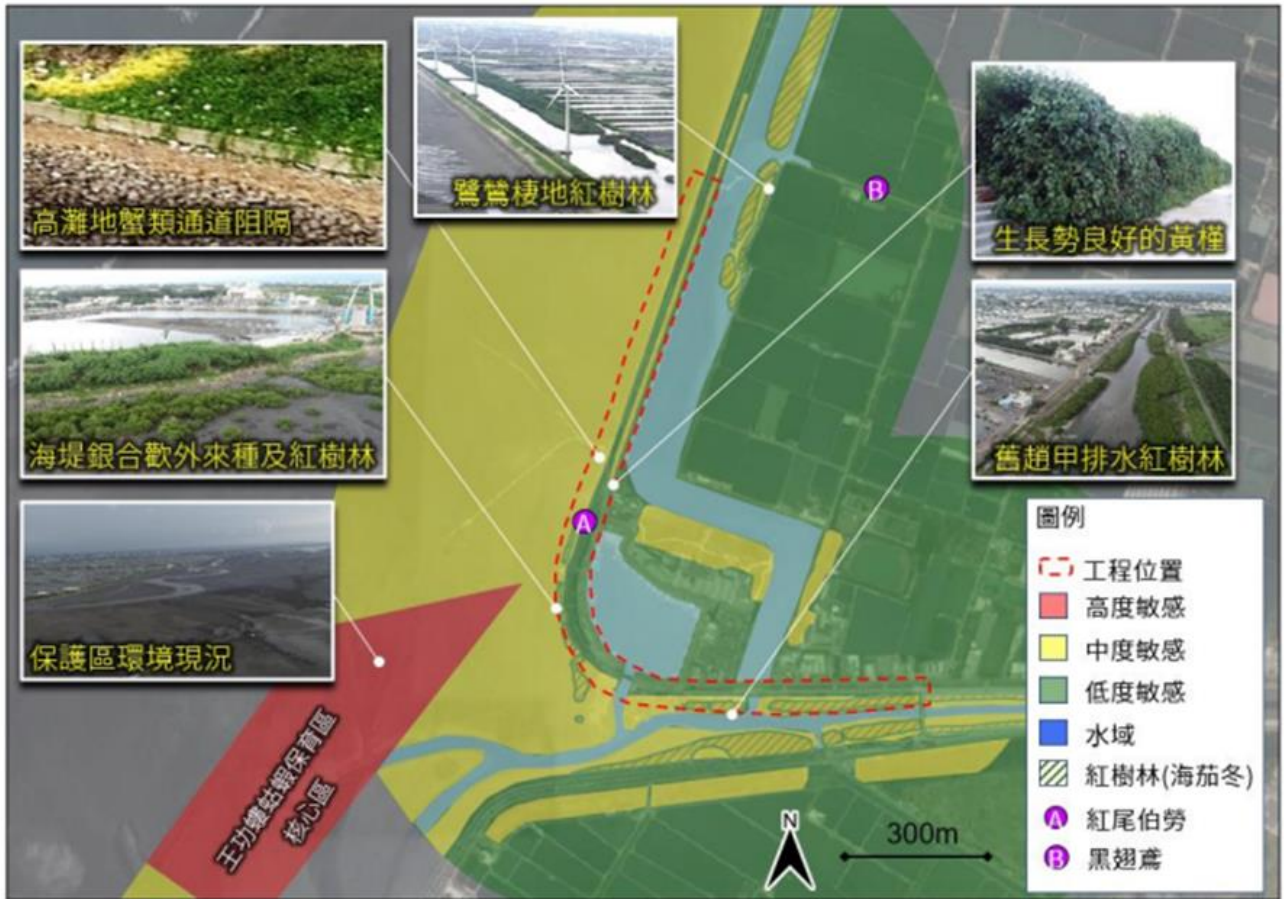 高灘地蟹類通道阻隔
鷺鷥棲地紅樹林
生長勢良好的黃槿
海堤銀合歡外來種及紅樹林
舊趙甲排水紅樹林
保護區環境現況
王功螻蛄蝦保育區
核心區
A
B
N
300m
圖例
工程位置
高度敏感
中度敏感
低度敏感
水域
紅樹林(海茄冬)
A 紅尾伯勞
B 黑翅鳶